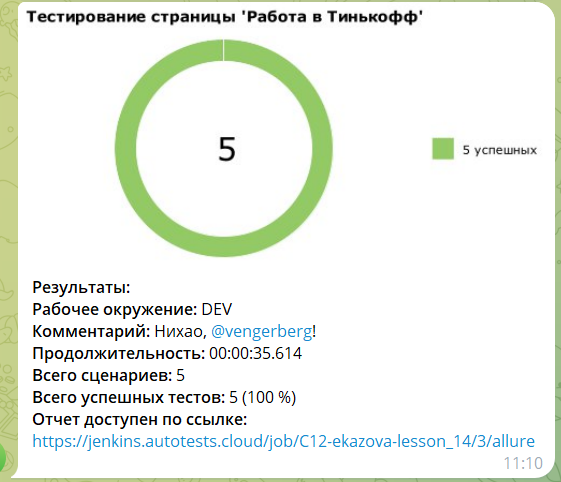 Тестирование страницы 'Работа в Тинькофф'
5
5 успешных
Результаты:
Рабочее окружение: DEV
Комментарий: Нихао, @vengerberg!
Продолжительность: 00:00:35.614
Всего сценариев: 5
Всего успешных тестов: 5 (100 %)
Отчет доступен по ссылке:
https://jenkins.autotests.cloud/job/C12-ekazova-lesson_14/3/allure
11:10